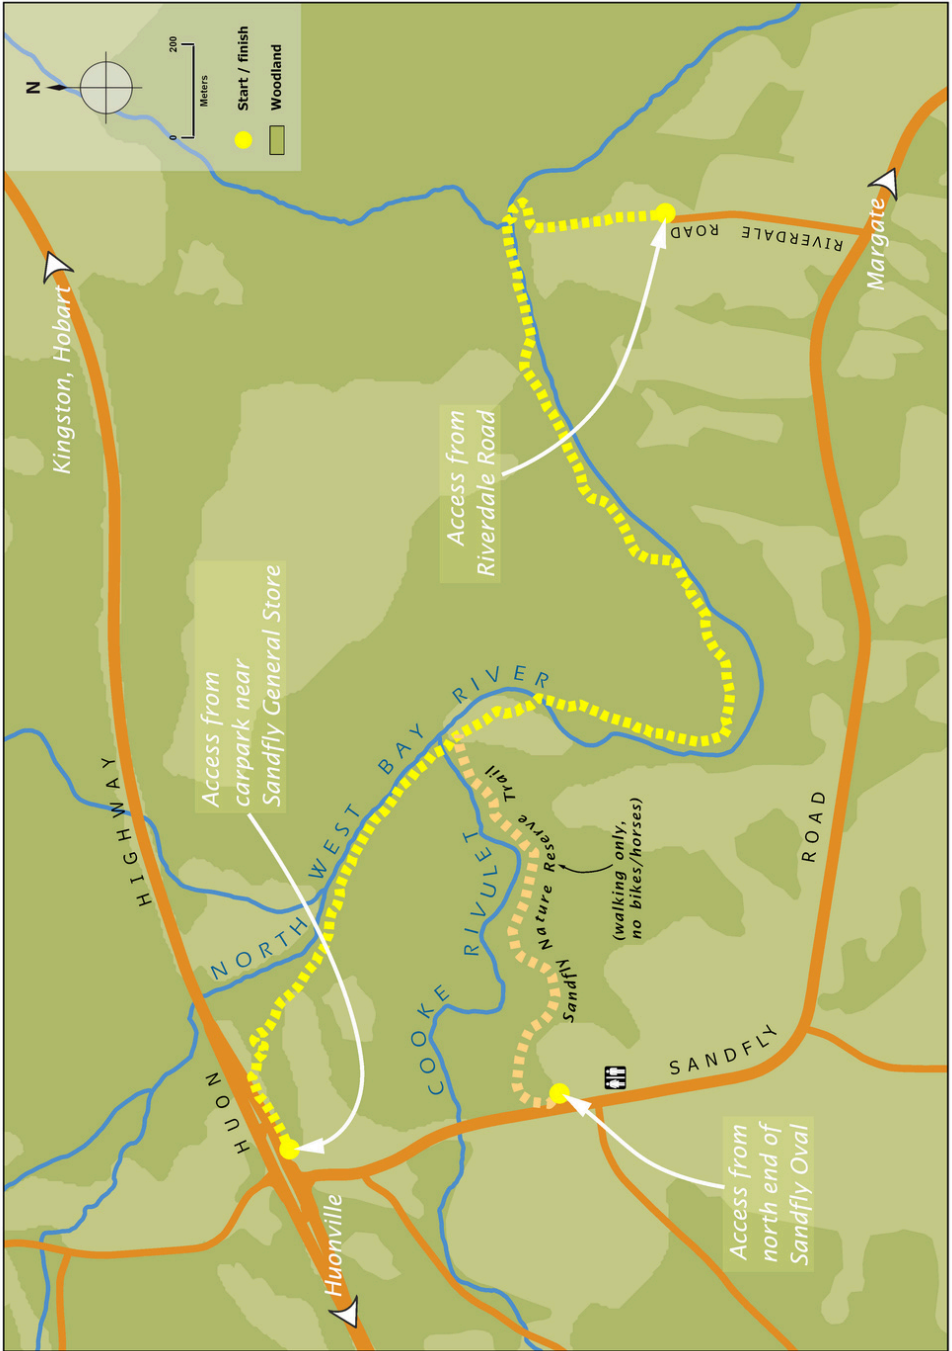 N
0
200
Meters
Start / finish
Woodland
Kingston, Hobart
HUON HIGHWAY
Access from
carpark near
Sandfly General Store
Access from
Riverdale Road
NORTH WEST BAY RIVER
COOKE RIVULET
Sandfly Nature Reserve Trail
(walking only,
no bikes/horses)
RIVERDALE ROAD
Margate
SANDFLY ROAD
Huonville
Access from
north end of
Sandfly Oval